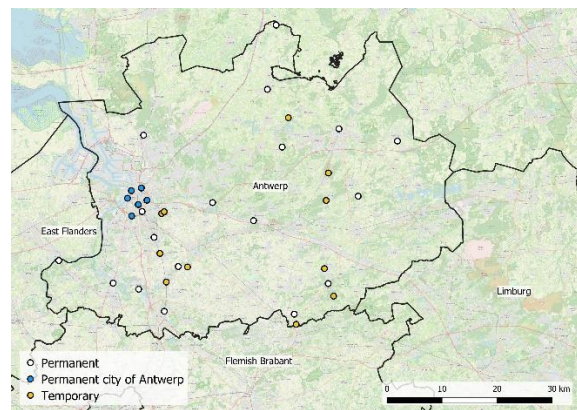 Antwerp
East Flanders
Limburg
Flemish Brabant
Permanent
Permanent city of Antwerp
Temporary
0 10 20 30 km